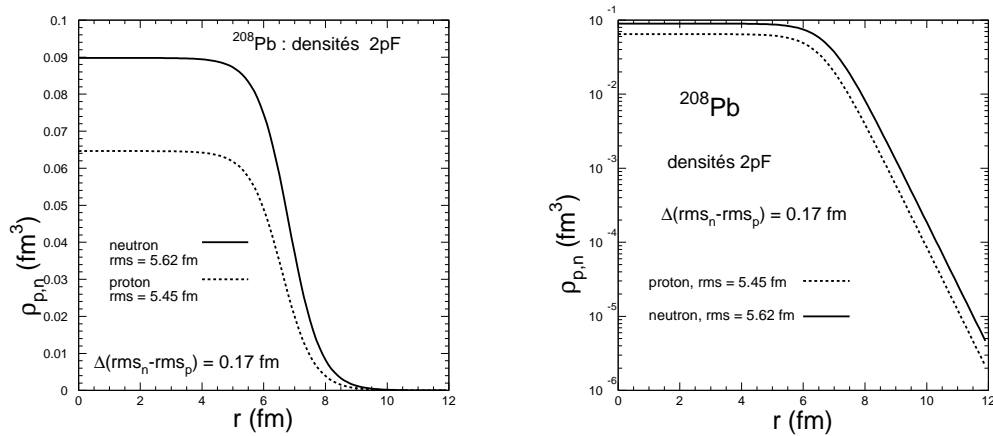 0.1
0.09
0.08
0.07
0.06
0.05
0.04
0.03
0.02
0.01
0
ρp,n (fm³)
²⁰⁸Pb : densités 2pF
neutron
rms = 5.62 fm
proton
rms = 5.45 fm
Δ(rmsn-rmsp) = 0.17 fm
0 2 4 6 8 10 12
r (fm)
10⁻¹
10⁻²
10⁻³
10⁻⁴
10⁻⁵
10⁻⁶
ρp,n (fm³)
²⁰⁸Pb
densités 2pF
Δ(rmsn-rmsp) = 0.17 fm
proton, rms = 5.45 fm
neutron, rms = 5.62 fm
0 2 4 6 8 10 12
r (fm)